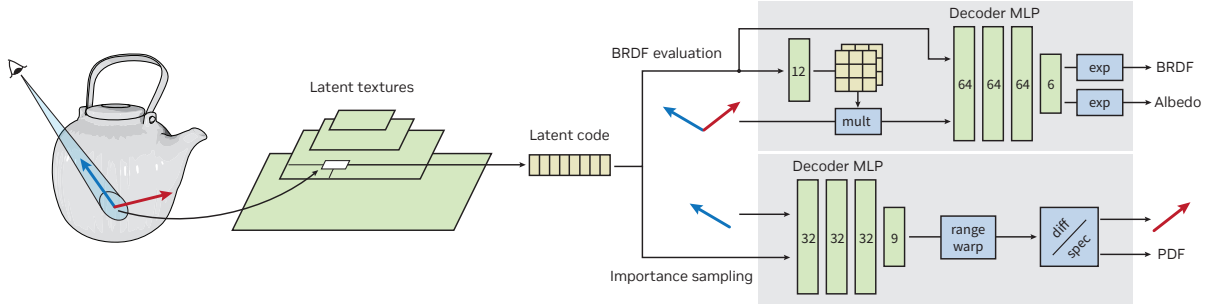 Decoder MLP
BRDF evaluation
12
64
64
64
6
exp
BRDF
exp
Albedo
mult
Latent textures
Latent code
Decoder MLP
32
32
32
9
range
warp
diff
spec
PDF
Importance sampling